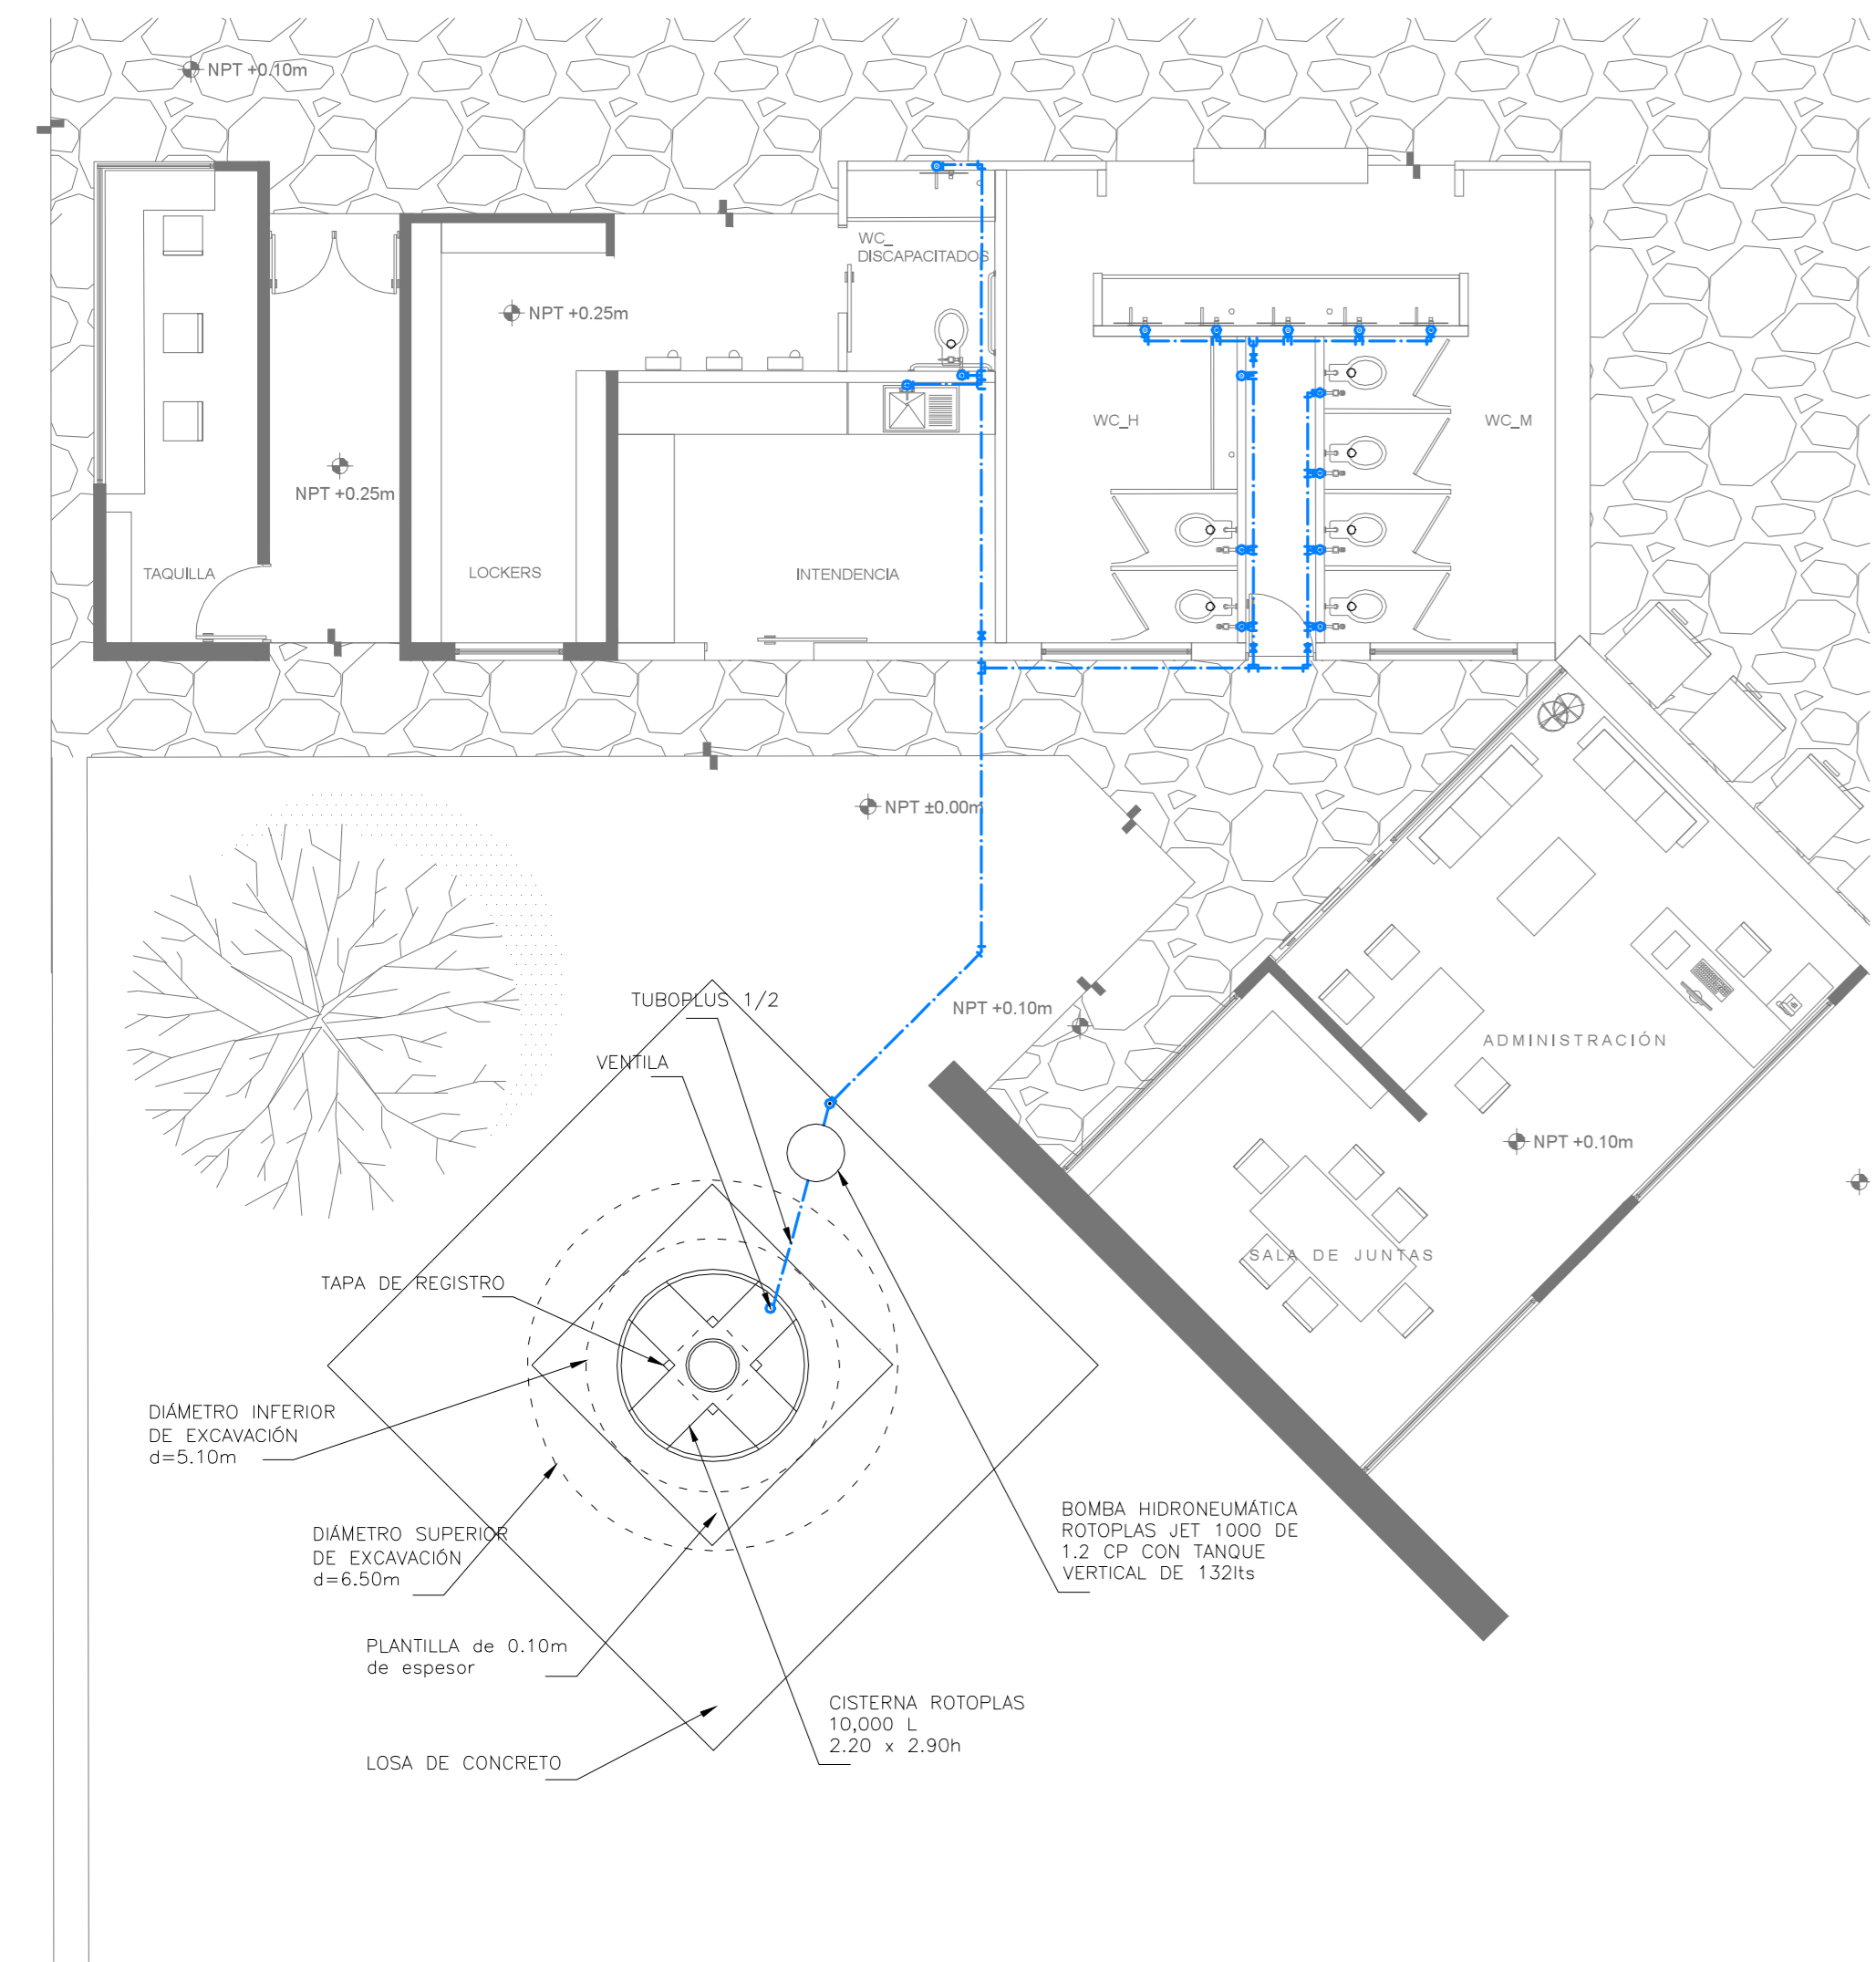 NPT +0.10m
WC_
DISCAPACITADOS
NPT +0.25m
WC_H
WC_M
NPT +0.25m
TAQUILLA
LOCKERS
INTENDENCIA
NPT ±0.00m
TUBOPLUS 1/2
NPT +0.10m
ADMINISTRACIÓN
VENTILA
NPT +0.10m
SALA DE JUNTAS
TAPA DE REGISTRO
DIÁMETRO INFERIOR
DE EXCAVACIÓN
d=5.10m
BOMBA HIDRONEUMÁTICA
ROTOPLAS JET 1000 DE
1.2 CP CON TANQUE
VERTICAL DE 132lts
DIÁMETRO SUPERIOR
DE EXCAVACIÓN
d=6.50m
PLANTILLA de 0.10m
de espesor
CISTERNA ROTOPLAS
10,000 L
2.20 x 2.90h
LOSA DE CONCRETO